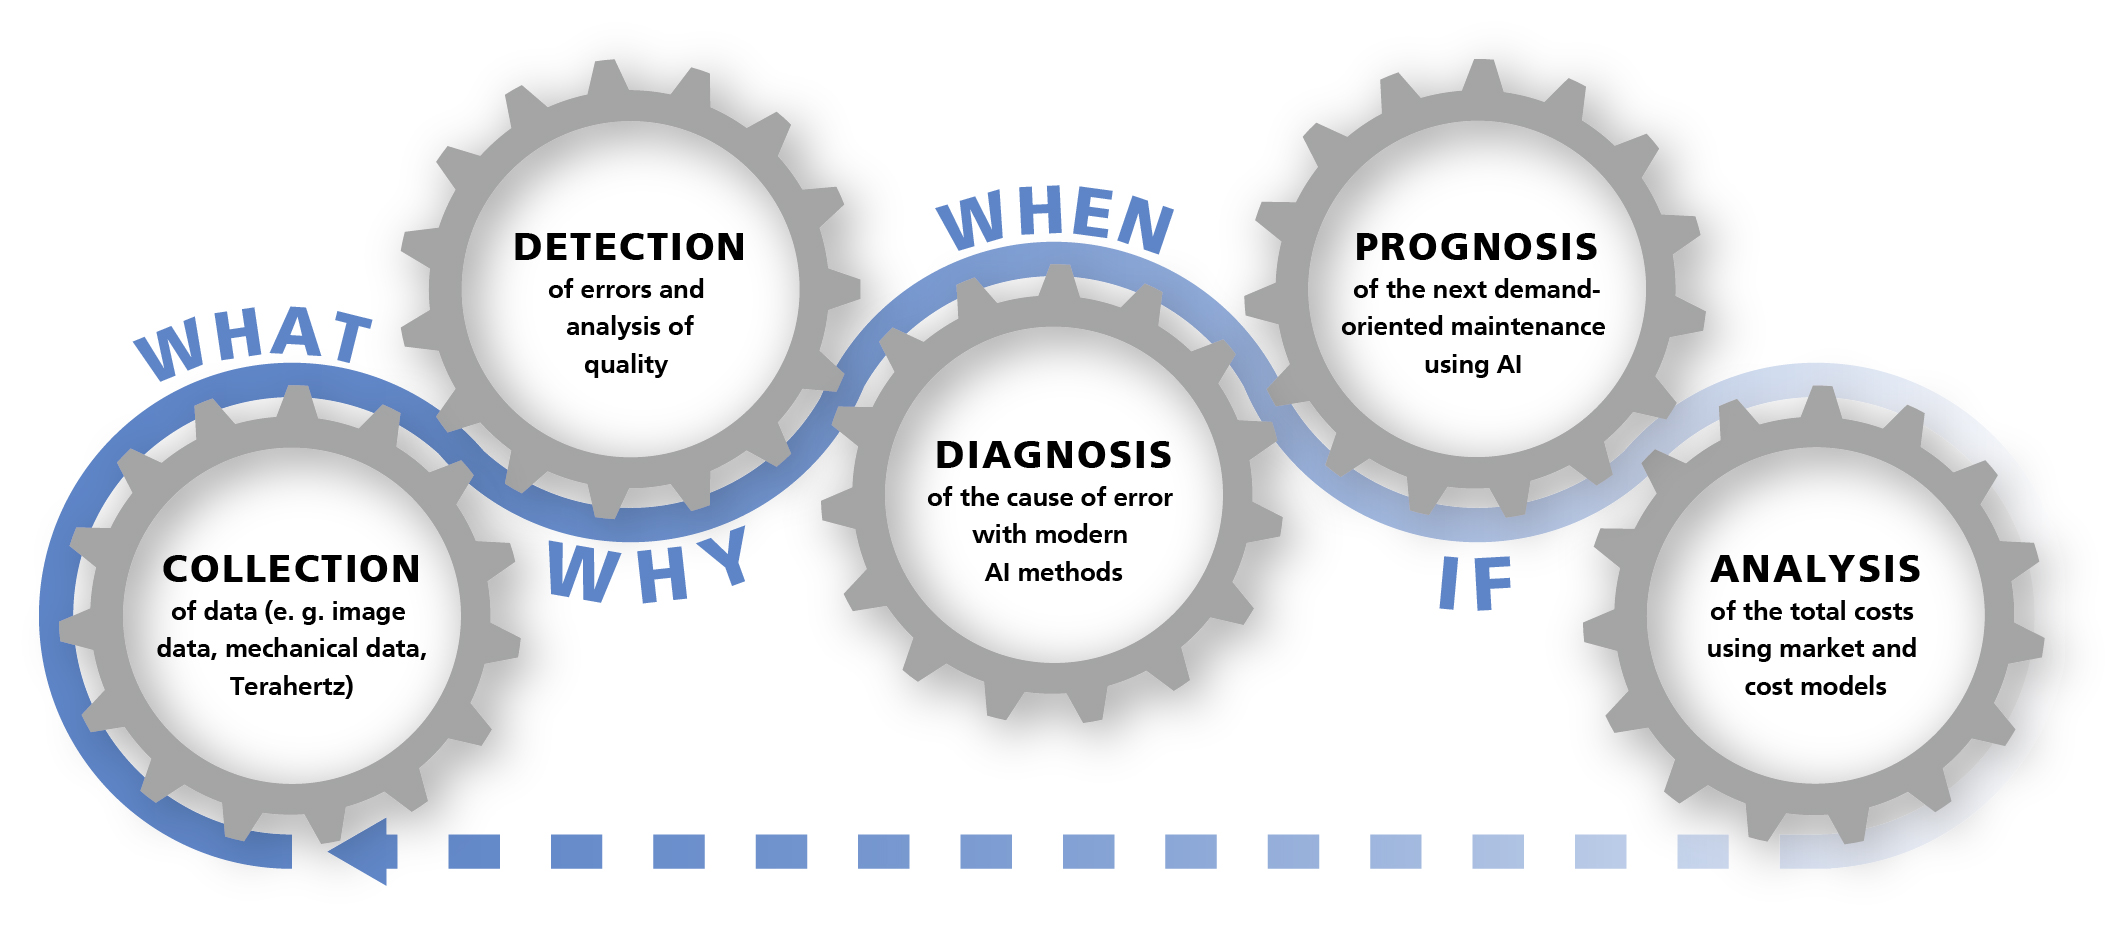 WHAT
COLLECTION
of data (e. g. image
data, mechanical data,
Terahertz)
DETECTION
of errors and
analysis of
quality
WHY
WHEN
DIAGNOSIS
of the cause of error
with modern
AI methods
PROGNOSIS
of the next demand-
oriented maintenance
using AI
IF
ANALYSIS
of the total costs
using market and
cost models